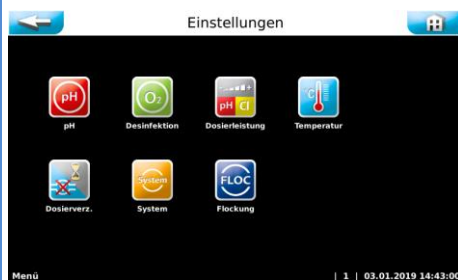 Einstellungen
pH
O₂
pH Cl
°C
pH
Desinfektion
Dosierleistung
Temperatur
System
FLOC
Dosierverz.
System
Flockung
Menü | 1 | 03.01.2019 14:43:00